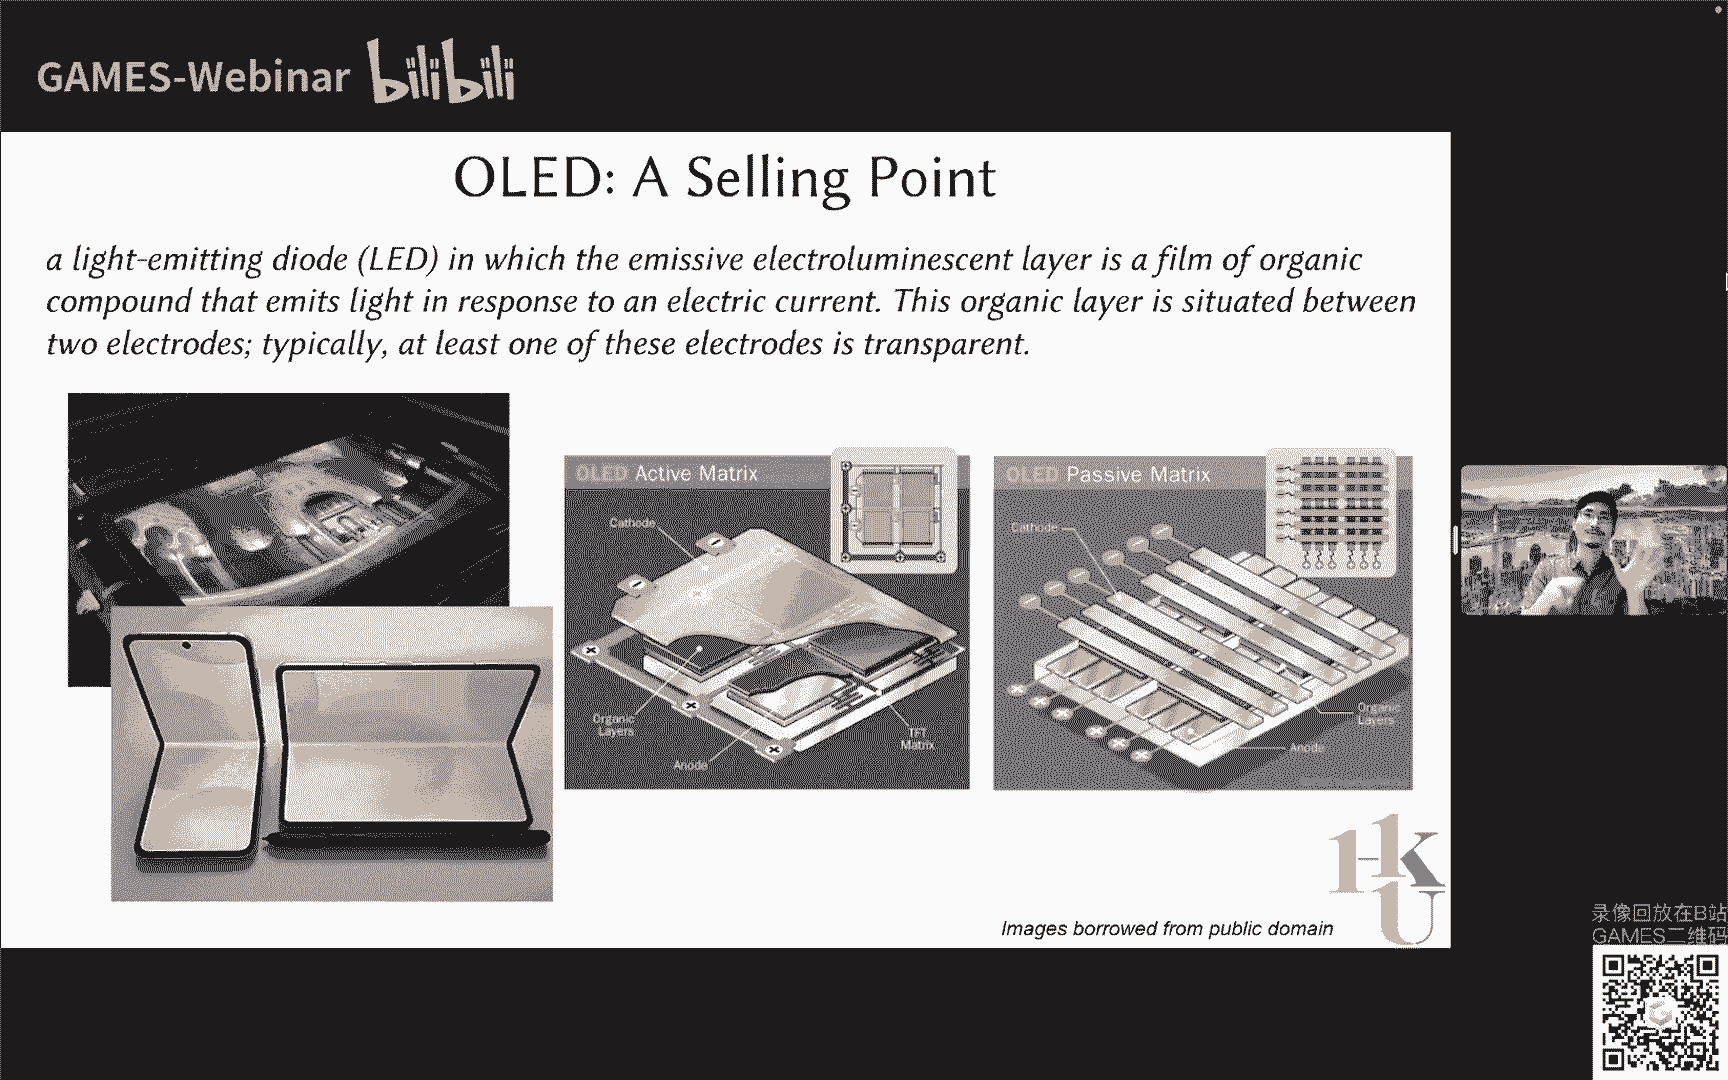 GAMES-Webinar bilibili
OLED: A Selling Point
a light-emitting diode (LED) in which the emissive electroluminescent layer is a film of organic
compound that emits light in response to an electric current. This organic layer is situated between
two electrodes; typically, at least one of these electrodes is transparent.
OLED Active Matrix
Cathode
Organic
Layers
Anode
TFT
Matrix
OLED Passive Matrix
Cathode
Organic
Layers
Anode
HKU
Images borrowed from public domain
录像回放在B站
GAMES二维码